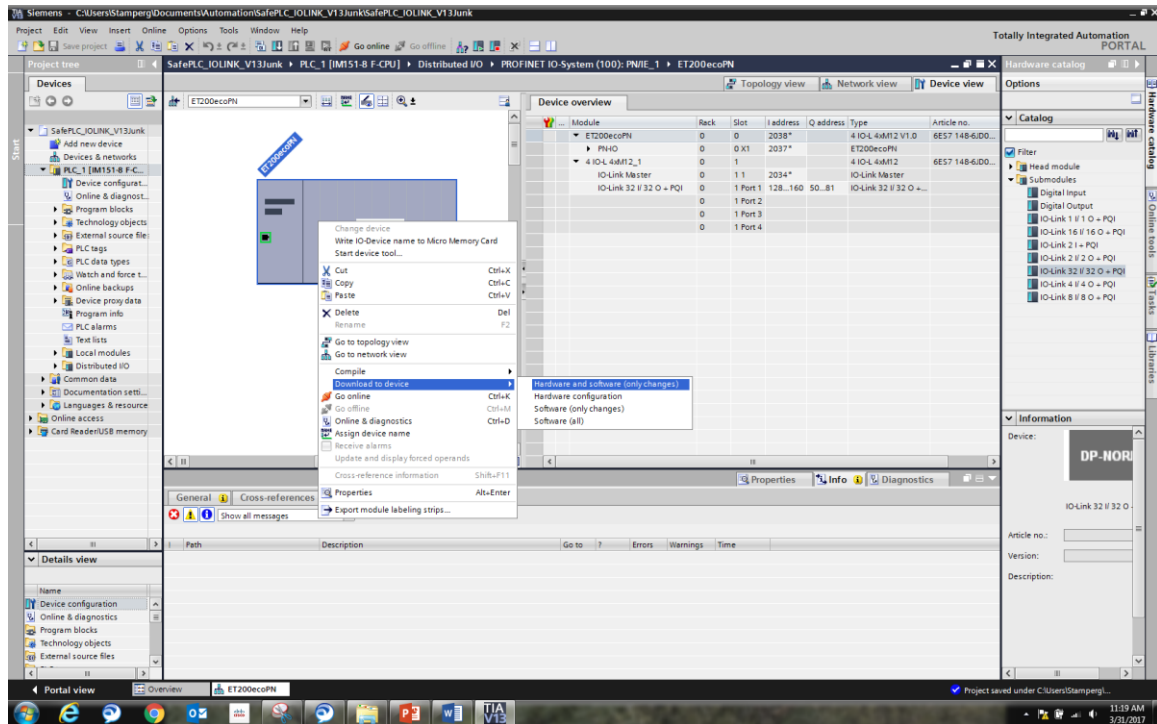 Siemens - C:\Users\Stamperg\Documents\Automation\SafePLC_IOLINK_V13Junk\SafePLC_IOLINK_V13Junk
Project Edit View Insert Online Options Tools Window Help
Save project Go online Go offline
Totally Integrated Automation
PORTAL
Project tree
SafePLC_IOLINK_V13Junk PLC_1 [IM151-8 F-CPU] Distributed I/O PROFINET IO-System (100): PN/IE_1 ET200ecoPN
Hardware catalog
Devices
Topology view Network view Device view
Options
ET200ecoPN
Device overview
Module Rack Slot I address Q address Type Article no.
ET200ecoPN 0 0 2038* 4 IO-L 4xM12 V1.0 6ES7 148-6JD0...
PN-IO 0 0 X1 2037* ET200ecoPN
4 IO-L 4xM12_1 0 1 4 IO-L 4xM12 6ES7 148-6JD0...
IO-Link Master 0 1 1 2034* IO-Link Master
IO-Link 32 I/ 32 O + PQI 0 1 Port 1 128...160 50...81 IO-Link 32 I/ 32 O +...
0 1 Port 2
0 1 Port 3
0 1 Port 4
SafePLC_IOLINK_V13Junk
Add new device
Devices & networks
PLC_1 [IM151-8 F-C...
Device configurat...
Online & diagnost...
Program blocks
Technology objects
External source file:
PLC tags
PLC data types
Watch and force t...
Online backups
Device proxy data
Program info
PLC alarms
Text lists
Local modules
Distributed I/O
Common data
Documentation setti...
Languages & resource
Online access
Card Reader/USB memory
Start
ET200ecoPN
Change device
Write IO-Device name to Micro Memory Card
Start device tool...
Cut Ctrl+X
Copy Ctrl+C
Paste Ctrl+V
Delete Del
Rename F2
Go to topology view
Go to network view
Compile
Download to device
Go online Ctrl+K
Go offline Ctrl+M
Online & diagnostics Ctrl+D
Assign device name
Receive alarms
Update and display forced operands
Cross-reference information Shift+F11
Properties Alt+Enter
Export module labeling strips...
Hardware and software (only changes)
Hardware configuration
Software (only changes)
Software (all)
Catalog
Filter
Head module
Submodules
Digital Input
Digital Output
IO-Link 1 I/ 1 O + PQI
IO-Link 16 I/ 16 O + PQI
IO-Link 2 I + PQI
IO-Link 2 I/ 2 O + PQI
IO-Link 32 I/ 32 O + PQI
IO-Link 4 I/ 4 O + PQI
IO-Link 8 I/ 8 O + PQI
Hardware catalog
Online tools
Tasks
Libraries
Information
Device:
DP-NOR
IO-Link 32 I/ 32 O -
Article no.:
Version:
Description:
Properties Info Diagnostics
General Cross-references
Show all messages
! Path Description Go to ? Errors Warnings Time
Details view
Name
Device configuration
Online & diagnostics
Program blocks
Technology objects
External source files
Portal view Overview ET200ecoPN
Project saved under C:\Users\Stamperg\...
TIA
V13
11:19 AM
3/31/2017